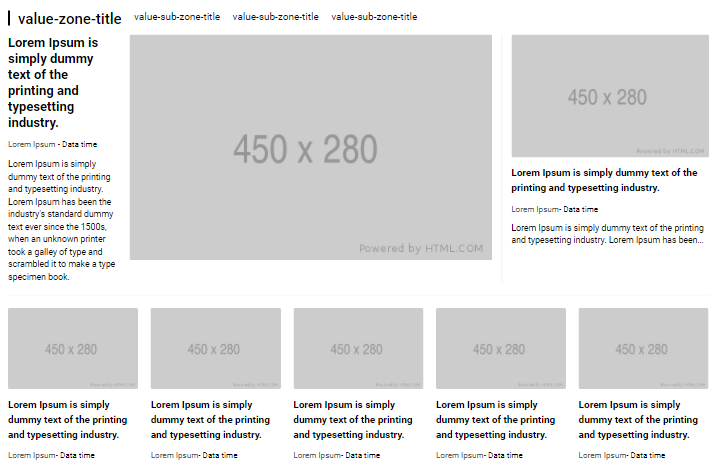 value-zone-title value-sub-zone-title value-sub-zone-title value-sub-zone-title
Lorem Ipsum is
simply dummy
text of the
printing and
typesetting
industry.
Lorem Ipsum - Data time
Lorem Ipsum is simply
dummy text of the printing
and typesetting industry.
Lorem Ipsum has been the
industry's standard dummy
text ever since the 1500s,
when an unknown printer
took a galley of type and
scrambled it to make a type
specimen book.
450 x 280
Powered by HTML.COM
450 x 280
Powered by HTML.COM
Lorem Ipsum is simply dummy text of the
printing and typesetting industry.
Lorem Ipsum- Data time
Lorem Ipsum is simply dummy text of the printing
and typesetting industry. Lorem Ipsum has been...
450 x 280
Powered by HTML.COM
Lorem Ipsum is simply
dummy text of the printing
and typesetting industry.
Lorem Ipsum- Data time
450 x 280
Powered by HTML.COM
Lorem Ipsum is simply
dummy text of the printing
and typesetting industry.
Lorem Ipsum- Data time
450 x 280
Powered by HTML.COM
Lorem Ipsum is simply
dummy text of the printing
and typesetting industry.
Lorem Ipsum- Data time
450 x 280
Powered by HTML.COM
Lorem Ipsum is simply
dummy text of the printing
and typesetting industry.
Lorem Ipsum- Data time
450 x 280
Powered by HTML.COM
Lorem Ipsum is simply
dummy text of the printing
and typesetting industry.
Lorem Ipsum- Data time